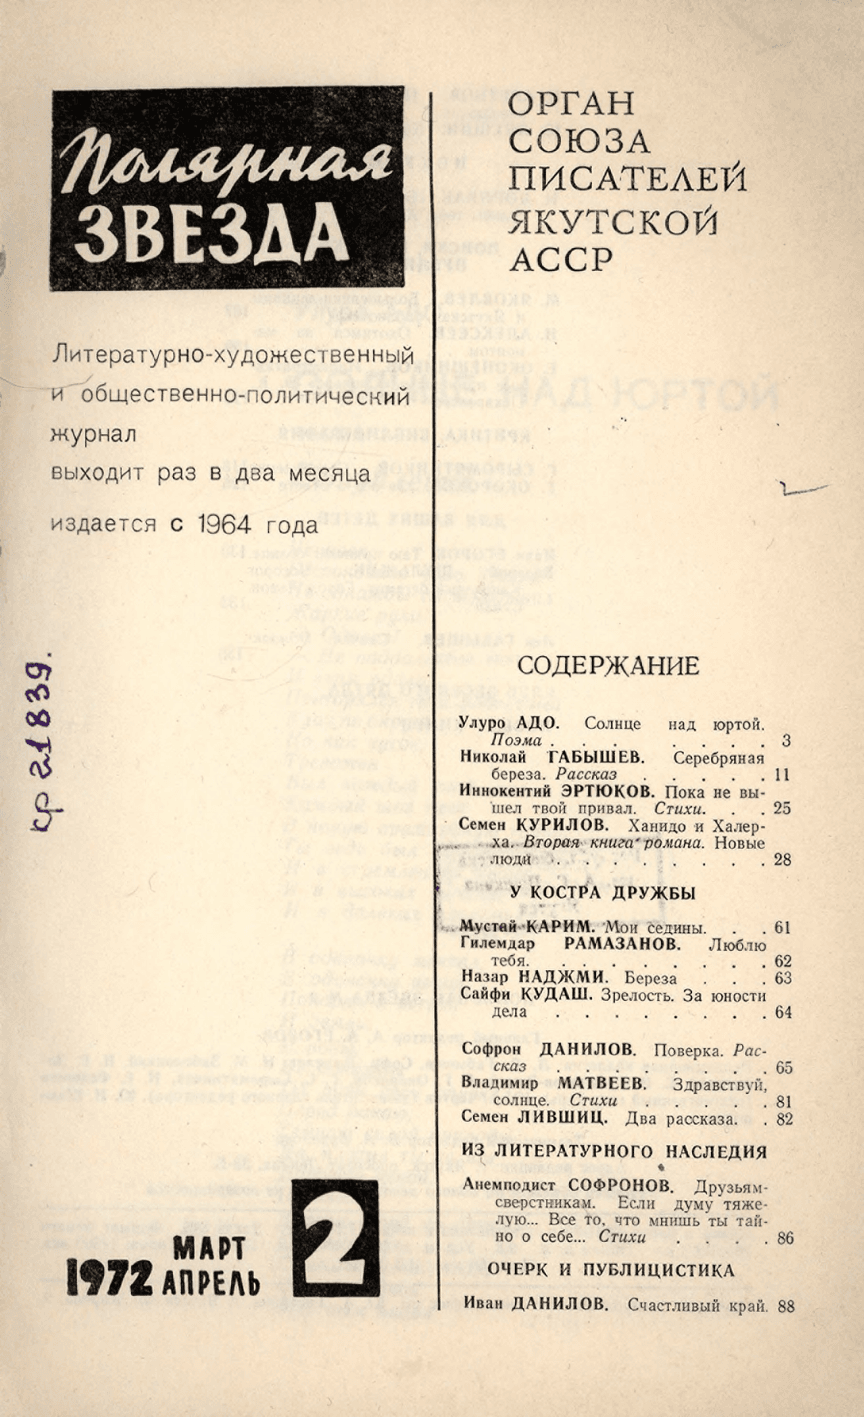 Полярная
ЗВЕЗДА
Литературно-художественный
и общественно-политический
журнал
выходит раз в два месяца
издается с 1964 года
21839.
1972 МАРТ
АПРЕЛЬ
2
ОРГАН
СОЮЗА
ПИСАТЕЛЕЙ
ЯКУТСКОЙ
АССР
СОДЕРЖАНИЕ
Улуро АДО. Солнце над юртой.
Поэма . . . . . . . 3
Николай ГАБЫШЕВ. Серебряная
береза. Рассказ . . . . . 11
Иннокентий ЭРТЮКОВ. Пока не вы-
шел твой привал. Стихи. . . 25
Семен КУРИЛОВ. Ханидо и Халер-
ха. Вторая книга романа. Новые
люди . . . . . . . . 28
У КОСТРА ДРУЖБЫ
Мустай КАРИМ. Мои седины. . . 61
Гилемдар РАМАЗАНОВ. Люблю
тебя. . . . . . . . . 62
Назар НАДЖМИ. Береза . . . 63
Сайфи КУДАШ. Зрелость. За юности
дела . . . . . . . . 64
Софрон ДАНИЛОВ. Поверка. Рас-
сказ . . . . . . . . 65
Владимир МАТВЕЕВ. Здравствуй,
солнце. Стихи . . . . . 81
Семен ЛИВШИЦ. Два рассказа. . 82
ИЗ ЛИТЕРАТУРНОГО НАСЛЕДИЯ
Анемподист СОФРОНОВ. Друзьям-
сверстникам. Если думу тяже-
лую... Все то, что мнишь ты тай-
но о себе... Стихи . . . . 86
ОЧЕРК И ПУБЛИЦИСТИКА
Иван ДАНИЛОВ. Счастливый край. 88